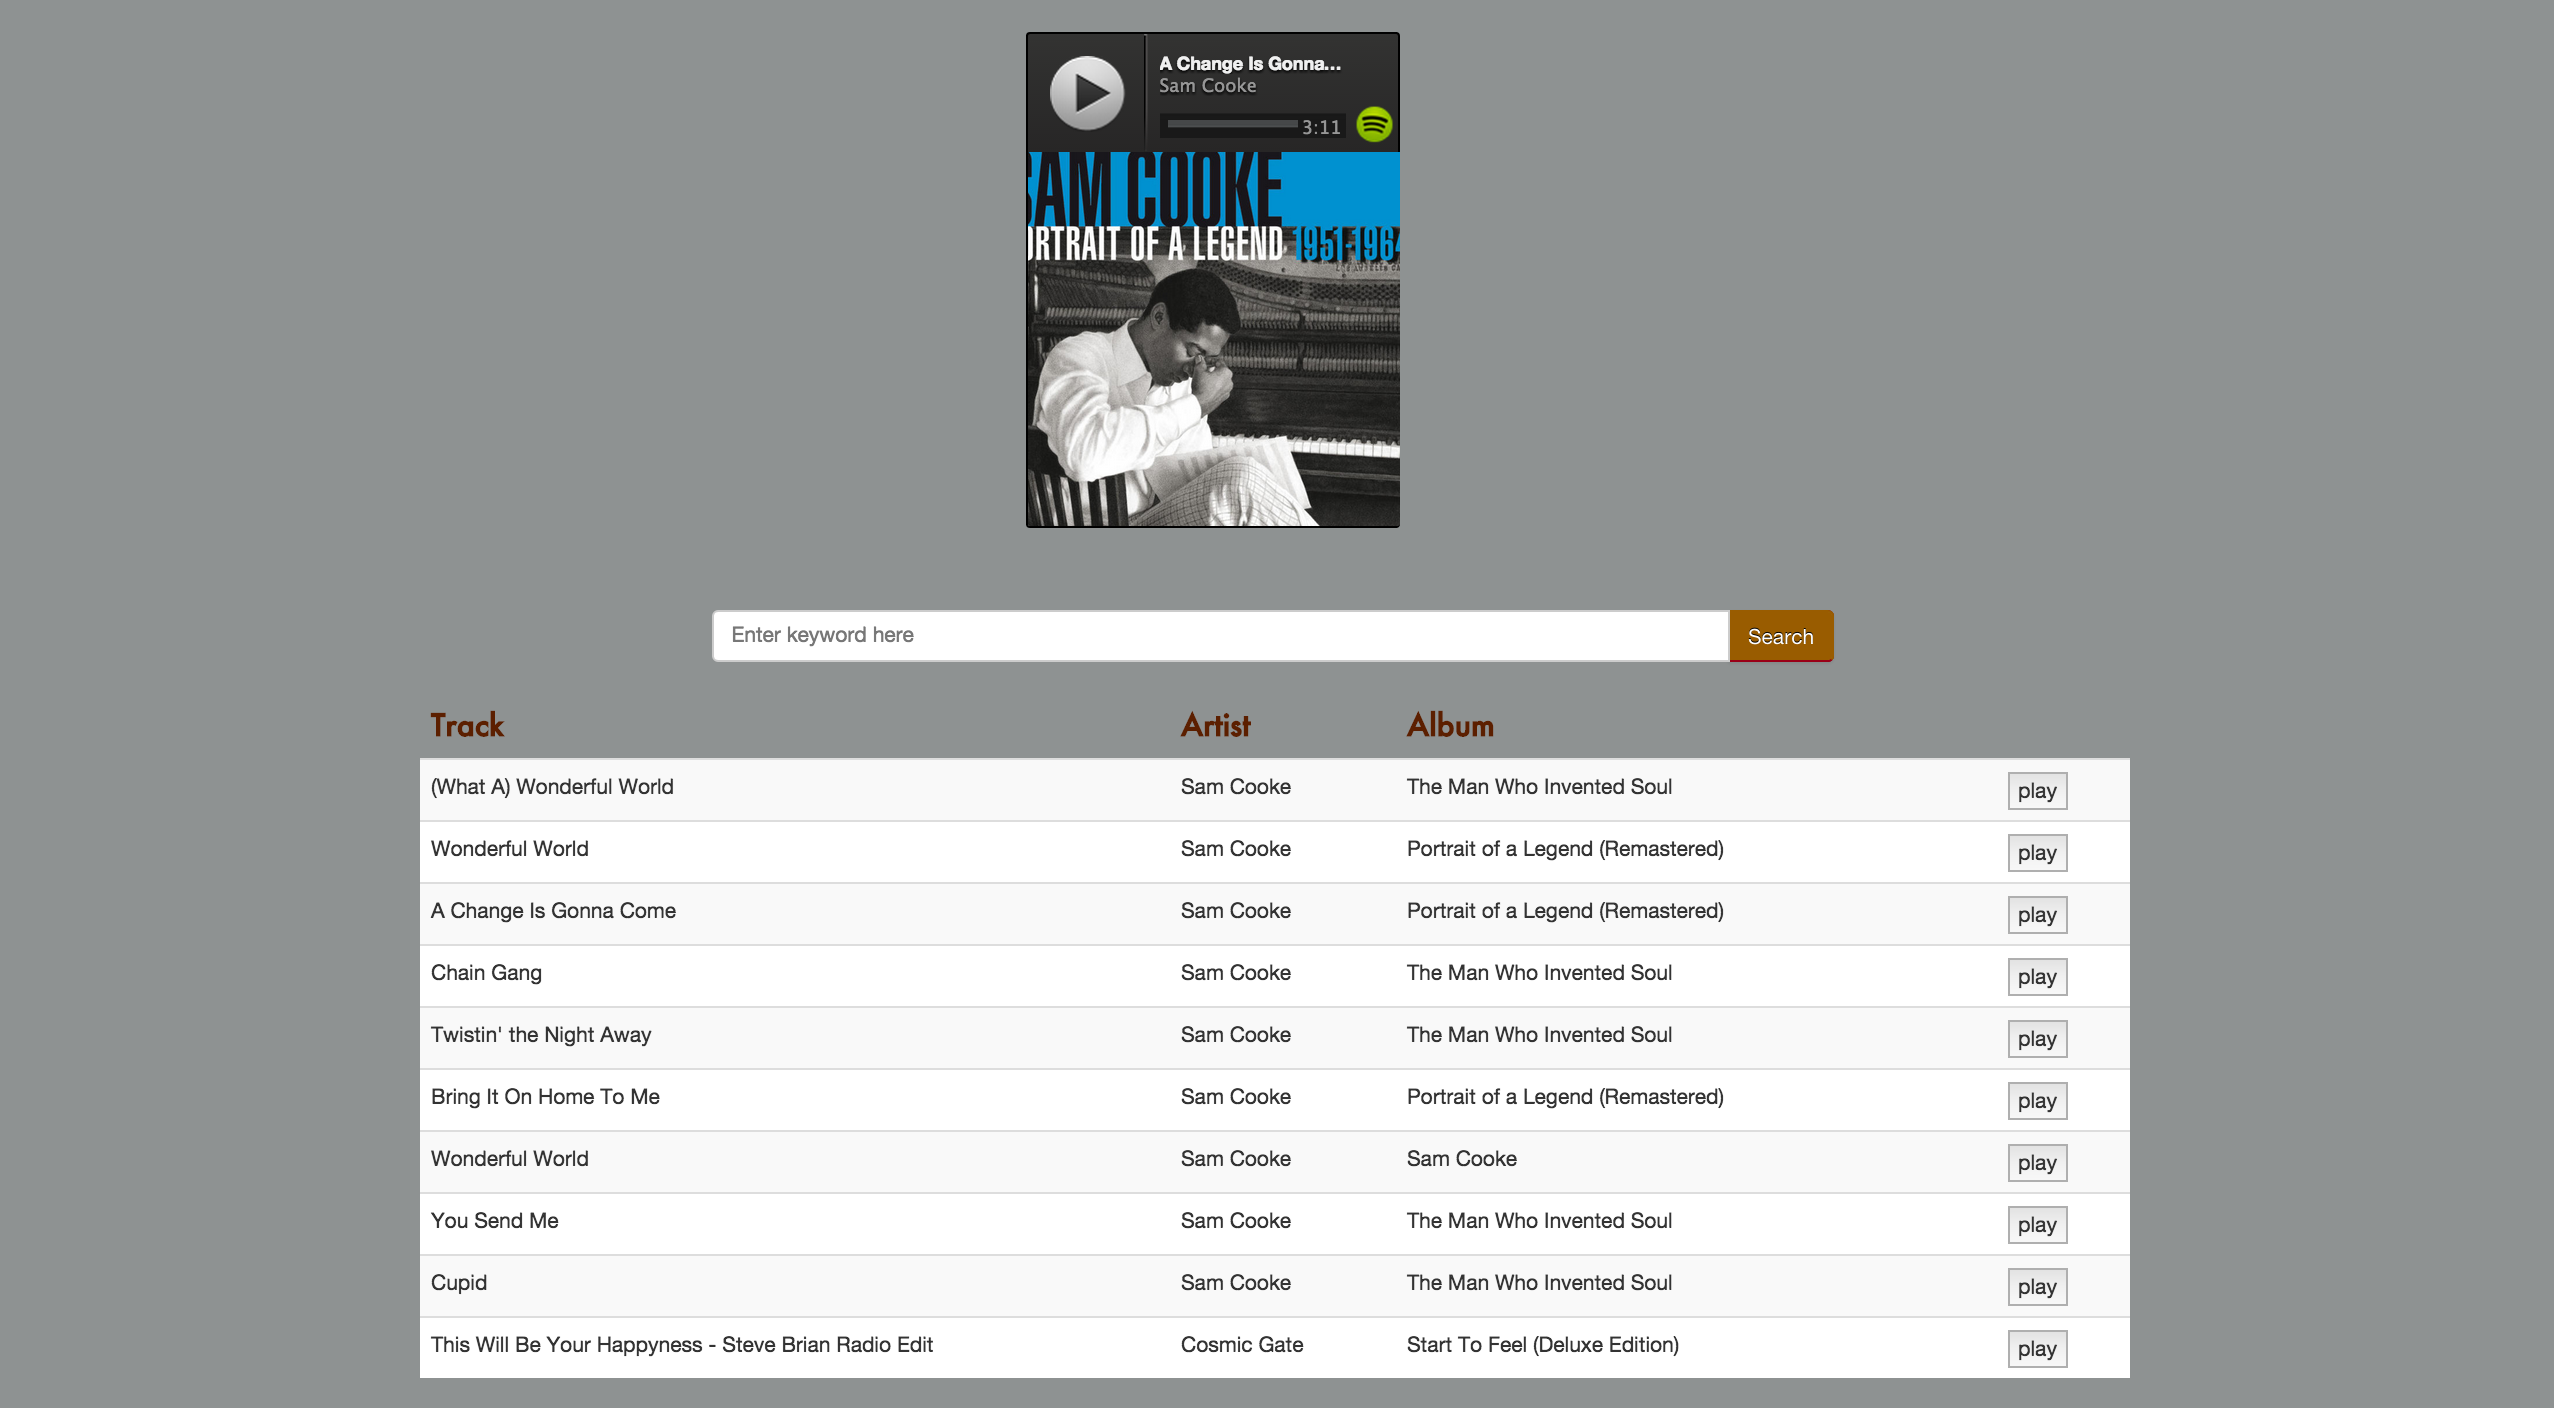 A Change Is Gonna...
Sam Cooke
3:11
SAM COOKE
ORTRAIT OF A LEGEND 1951-1964
Enter keyword here Search
Track Artist Album
(What A) Wonderful World Sam Cooke The Man Who Invented Soul play
Wonderful World Sam Cooke Portrait of a Legend (Remastered) play
A Change Is Gonna Come Sam Cooke Portrait of a Legend (Remastered) play
Chain Gang Sam Cooke The Man Who Invented Soul play
Twistin' the Night Away Sam Cooke The Man Who Invented Soul play
Bring It On Home To Me Sam Cooke Portrait of a Legend (Remastered) play
Wonderful World Sam Cooke Sam Cooke play
You Send Me Sam Cooke The Man Who Invented Soul play
Cupid Sam Cooke The Man Who Invented Soul play
This Will Be Your Happyness - Steve Brian Radio Edit Cosmic Gate Start To Feel (Deluxe Edition) play